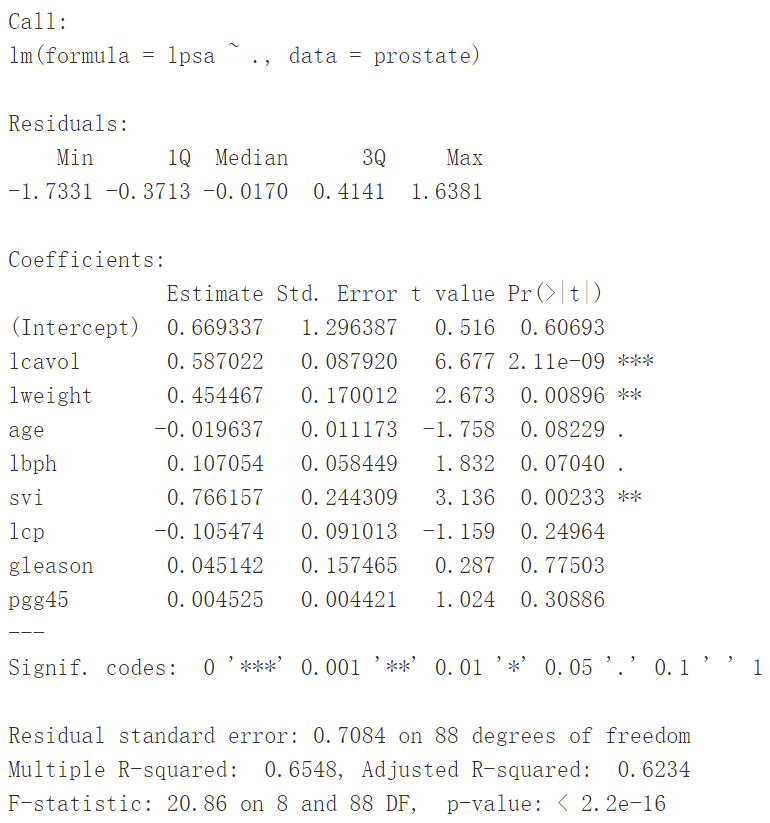 Call:
lm(formula = lpsa ~ ., data = prostate)
Residuals:
    Min      1Q  Median      3Q     Max
-1.7331 -0.3713 -0.0170  0.4141  1.6381
Coefficients:
             Estimate Std. Error t value Pr(>|t|)
(Intercept)  0.669337   1.296387   0.516  0.60693
lcavol       0.587022   0.087920   6.677 2.11e-09 ***
lweight      0.454467   0.170012   2.673  0.00896 **
age         -0.019637   0.011173  -1.758  0.08229 .
lbph         0.107054   0.058449   1.832  0.07040 .
svi          0.766157   0.244309   3.136  0.00233 **
lcp         -0.105474   0.091013  -1.159  0.24964
gleason      0.045142   0.157465   0.287  0.77503
pgg45        0.004525   0.004421   1.024  0.30886
---
Signif. codes:  0 '***' 0.001 '**' 0.01 '*' 0.05 '.' 0.1 ' ' 1
Residual standard error: 0.7084 on 88 degrees of freedom
Multiple R-squared:  0.6548, Adjusted R-squared:  0.6234
F-statistic: 20.86 on 8 and 88 DF,  p-value: < 2.2e-16